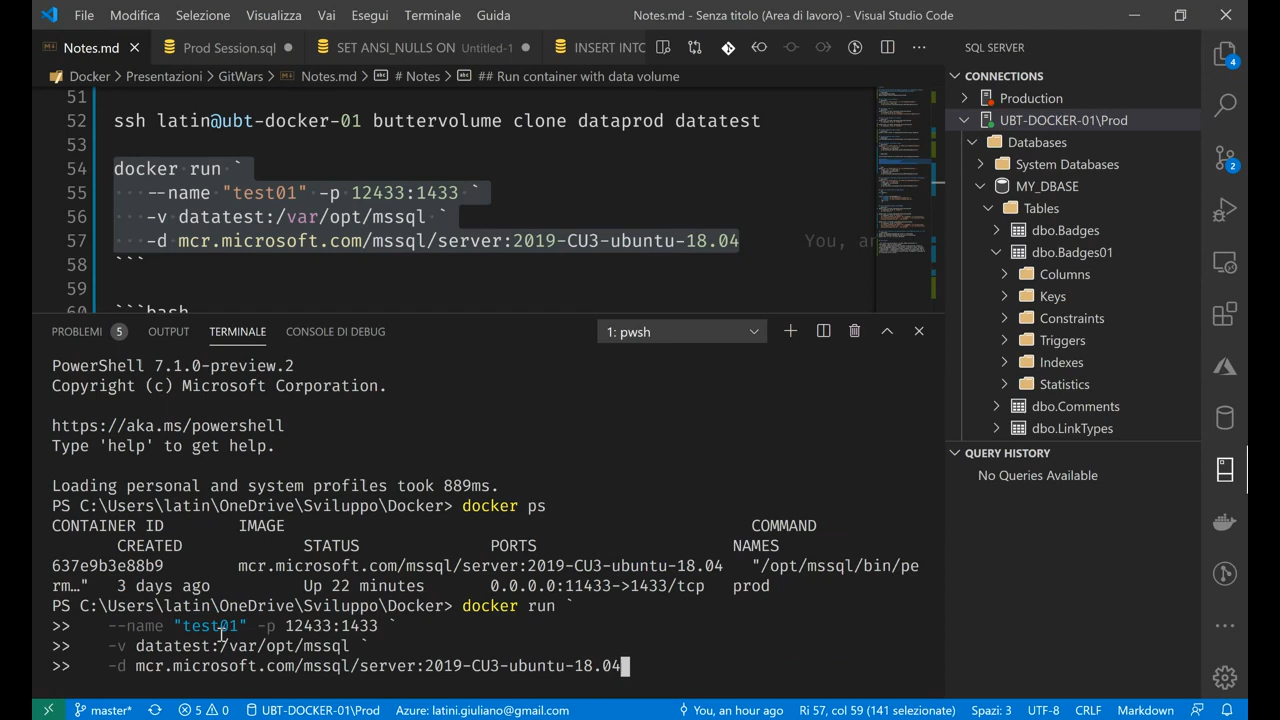 File Modifica Selezione Visualizza Vai Esegui Terminale Guida Notes.md - Senza titolo (Area di lavoro) - Visual Studio Code
Notes.md Prod Session.sql SET ANSI_NULLS ON Untitled-1 INSERT INTO
Docker > Presentazioni > GitWars > Notes.md > # Notes > ## Run container with data volume
51
52 ssh latin@ubt-docker-01 buttervolume clone dataprod datatest
53
54 docker run `
55 --name "test01" -p 12433:1433 `
56 -v datatest:/var/opt/mssql
57 -d mcr.microsoft.com/mssql/server:2019-CU3-ubuntu-18.04 You, an
58 ```
59
60 ```bash
PROBLEMI 5 OUTPUT TERMINALE CONSOLE DI DEBUG 1: pwsh
PowerShell 7.1.0-preview.2
Copyright (c) Microsoft Corporation.
https://aka.ms/powershell
Type 'help' to get help.
Loading personal and system profiles took 889ms.
PS C:\Users\latin\OneDrive\Sviluppo\Docker> docker ps
CONTAINER ID IMAGE COMMAND
CREATED STATUS PORTS NAMES
637e9b3e88b9 mcr.microsoft.com/mssql/server:2019-CU3-ubuntu-18.04 "/opt/mssql/bin/pe
rm…" 3 days ago Up 22 minutes 0.0.0.0:11433->1433/tcp prod
PS C:\Users\latin\OneDrive\Sviluppo\Docker> docker run `
>> --name "test01" -p 12433:1433 `
>> -v datatest:/var/opt/mssql `
>> -d mcr.microsoft.com/mssql/server:2019-CU3-ubuntu-18.04
SQL SERVER
CONNECTIONS
Production
UBT-DOCKER-01\Prod
Databases
System Databases
MY_DBASE
Tables
dbo.Badges
dbo.Badges01
Columns
Keys
Constraints
Triggers
Indexes
Statistics
dbo.Comments
dbo.LinkTypes
QUERY HISTORY
No Queries Available
4
2
master* 5 0 UBT-DOCKER-01\Prod Azure: latini.giuliano@gmail.com You, an hour ago Ri 57, col 59 (141 selezionate) Spazi: 3 UTF-8 CRLF Markdown